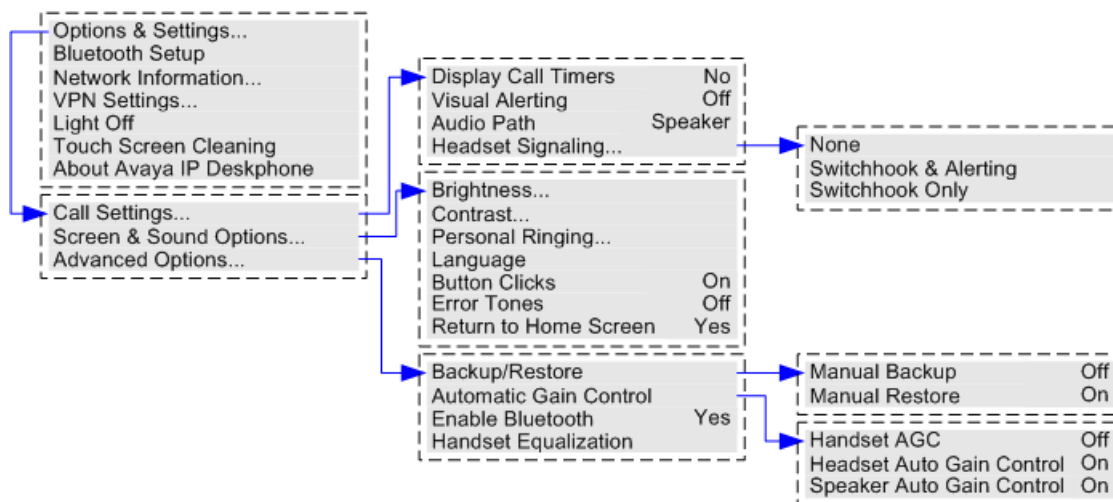 Options & Settings...
Bluetooth Setup
Network Information...
VPN Settings...
Light Off
Touch Screen Cleaning
About Avaya IP Deskphone
Call Settings...
Screen & Sound Options...
Advanced Options...
Display Call Timers No
Visual Alerting Off
Audio Path Speaker
Headset Signaling...
Brightness...
Contrast...
Personal Ringing...
Language
Button Clicks On
Error Tones Off
Return to Home Screen Yes
Backup/Restore
Automatic Gain Control
Enable Bluetooth Yes
Handset Equalization
None
Switchhook & Alerting
Switchhook Only
Manual Backup Off
Manual Restore On
Handset AGC Off
Headset Auto Gain Control On
Speaker Auto Gain Control On